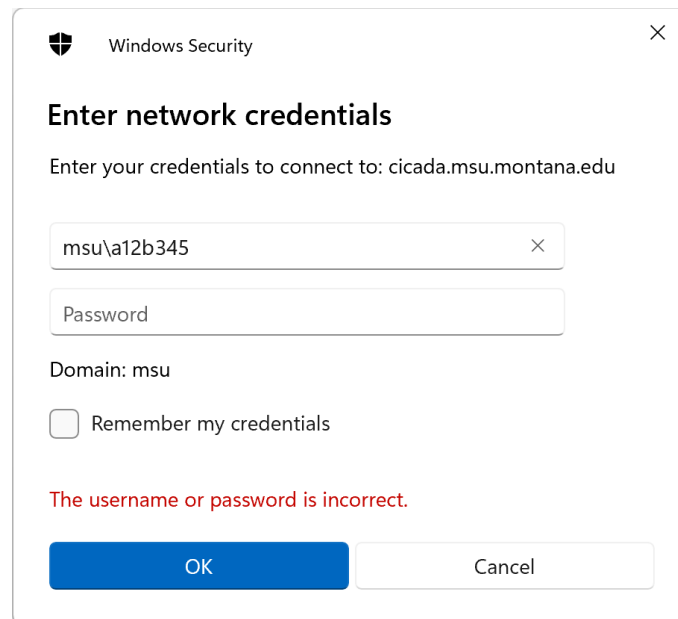 Windows Security
Enter network credentials
Enter your credentials to connect to: cicada.msu.montana.edu
msu\a12b345
Password
Domain: msu
Remember my credentials
The username or password is incorrect.
OK
Cancel